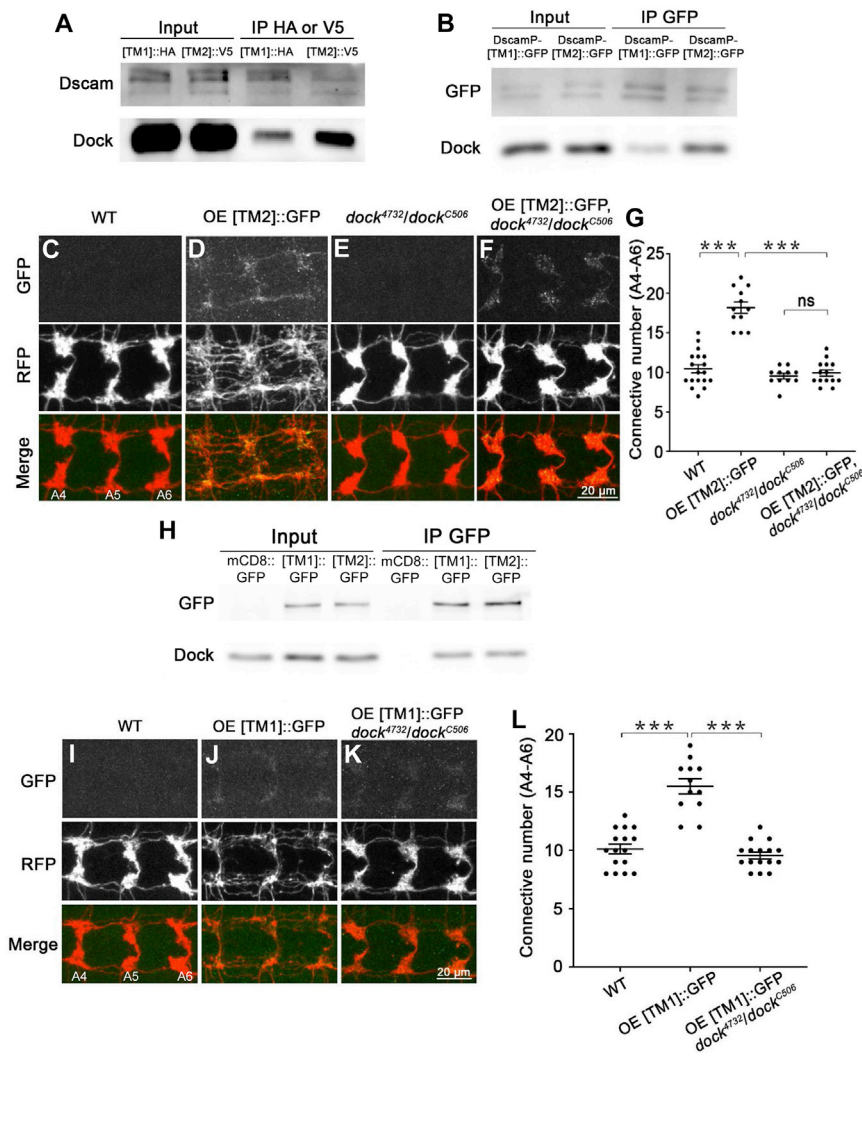 A
Input
IP HA or V5
[TM1]::HA [TM2]::V5 [TM1]::HA [TM2]::V5
Dscam
Dock
B
Input
IP GFP
DscamP- DscamP- DscamP- DscamP-
[TM1]::GFP [TM2]::GFP [TM1]::GFP [TM2]::GFP
GFP
Dock
WT
OE [TM2]::GFP
dock4732/dockC506
OE [TM2]::GFP,
dock4732/dockC506
C
D
E
F
GFP
RFP
Merge
A4
A5
A6
20 µm
G
Connective number (A4-A6)
25
20
15
10
5
0
***
***
ns
WT
OE [TM2]::GFP
dock4732/dockC506
OE [TM2]::GFP,
dock4732/dockC506
H
Input
IP GFP
mCD8:: [TM1]:: [TM2]:: mCD8:: [TM1]:: [TM2]::
GFP GFP GFP GFP GFP GFP
GFP
Dock
WT
OE [TM1]::GFP
OE [TM1]::GFP
dock4732/dockC506
I
J
K
GFP
RFP
Merge
A4
A5
A6
20 µm
L
Connective number (A4-A6)
20
15
10
5
0
***
***
WT
OE [TM1]::GFP
OE [TM1]::GFP
dock4732/dockC506